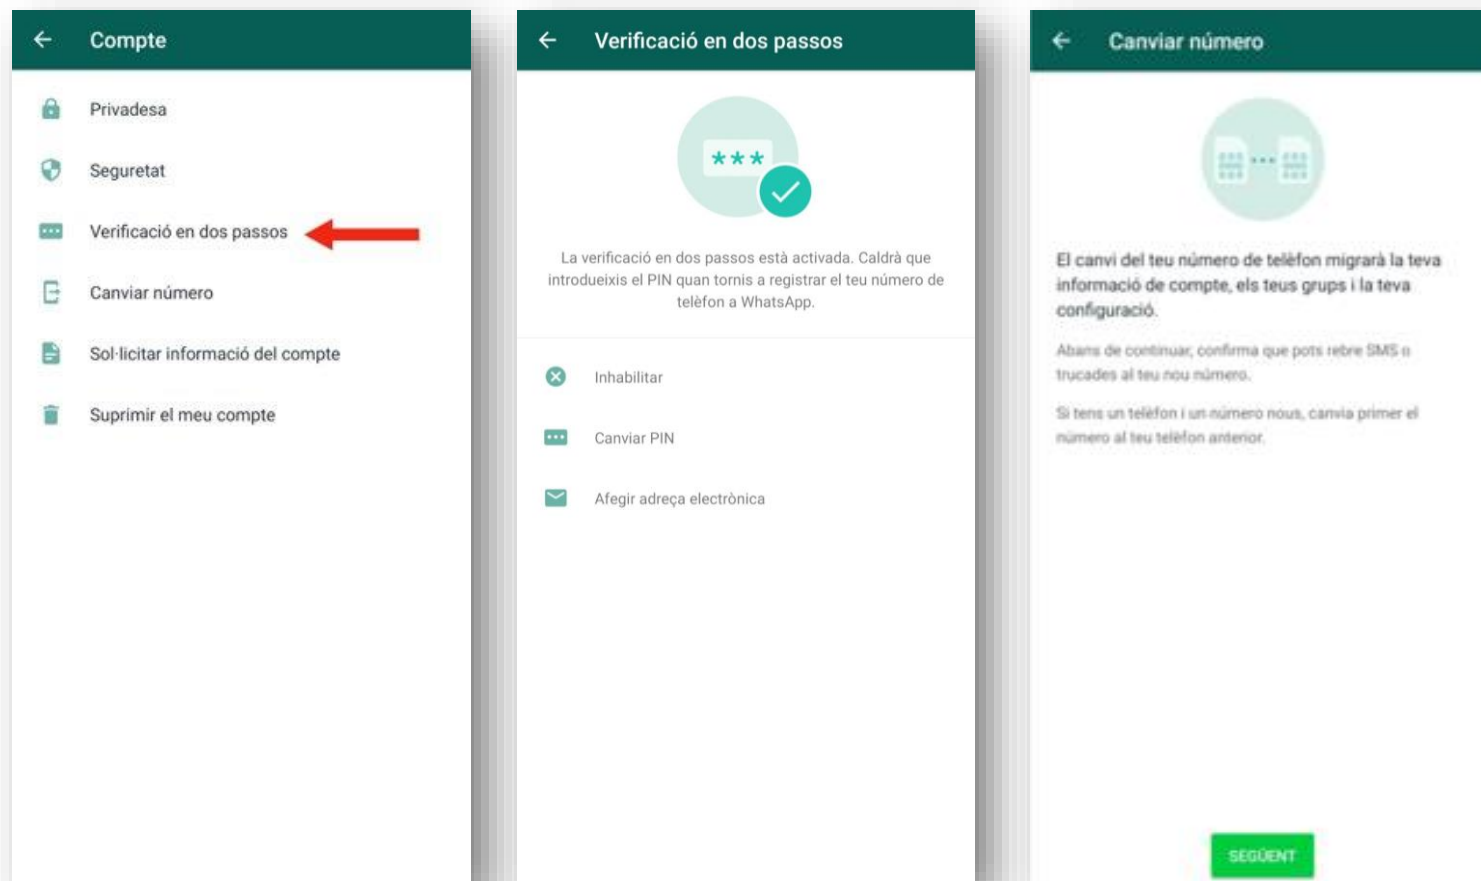 Compte
Privadesa
Seguretat
Verificació en dos passos
Canviar número
Sol·licitar informació del compte
Suprimir el meu compte
Verificació en dos passos
***
La verificació en dos passos està activada. Caldrà que
introdueixis el PIN quan tornis a registrar el teu número de
telèfon a WhatsApp.
Inhabilitar
Canviar PIN
Afegir adreça electrònica
Canviar número
El canvi del teu número de telèfon migrarà la teva
informació de compte, els teus grups i la teva
configuració.
Abans de continuar, confirma que pots rebre SMS o
trucades al teu nou número.
Si tens un telèfon i un número nous, canvia primer el
número al teu telèfon anterior.
SEGÜENT